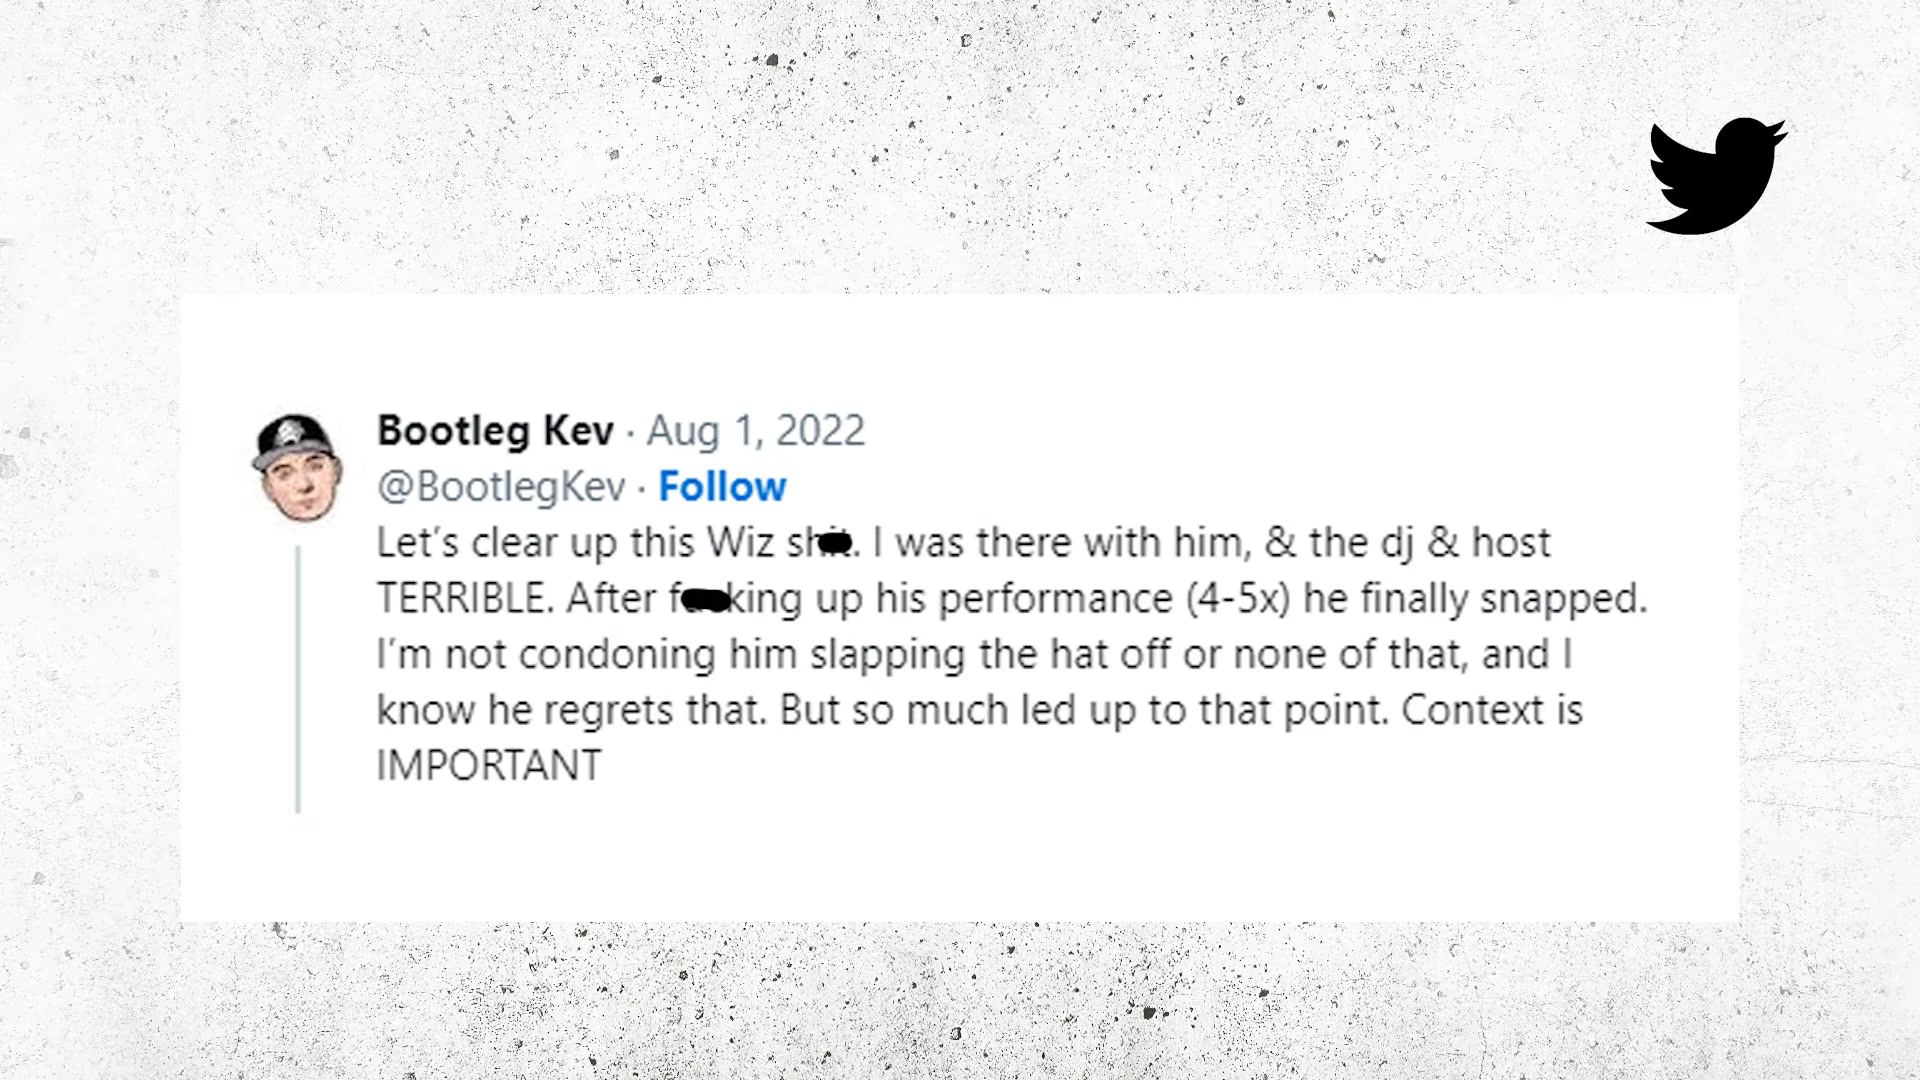 Bootleg Kev · Aug 1, 2022
@BootlegKev · Follow
Let's clear up this Wiz sh. I was there with him, & the dj & host
TERRIBLE. After f king up his performance (4-5x) he finally snapped.
I'm not condoning him slapping the hat off or none of that, and I
know he regrets that. But so much led up to that point. Context is
IMPORTANT